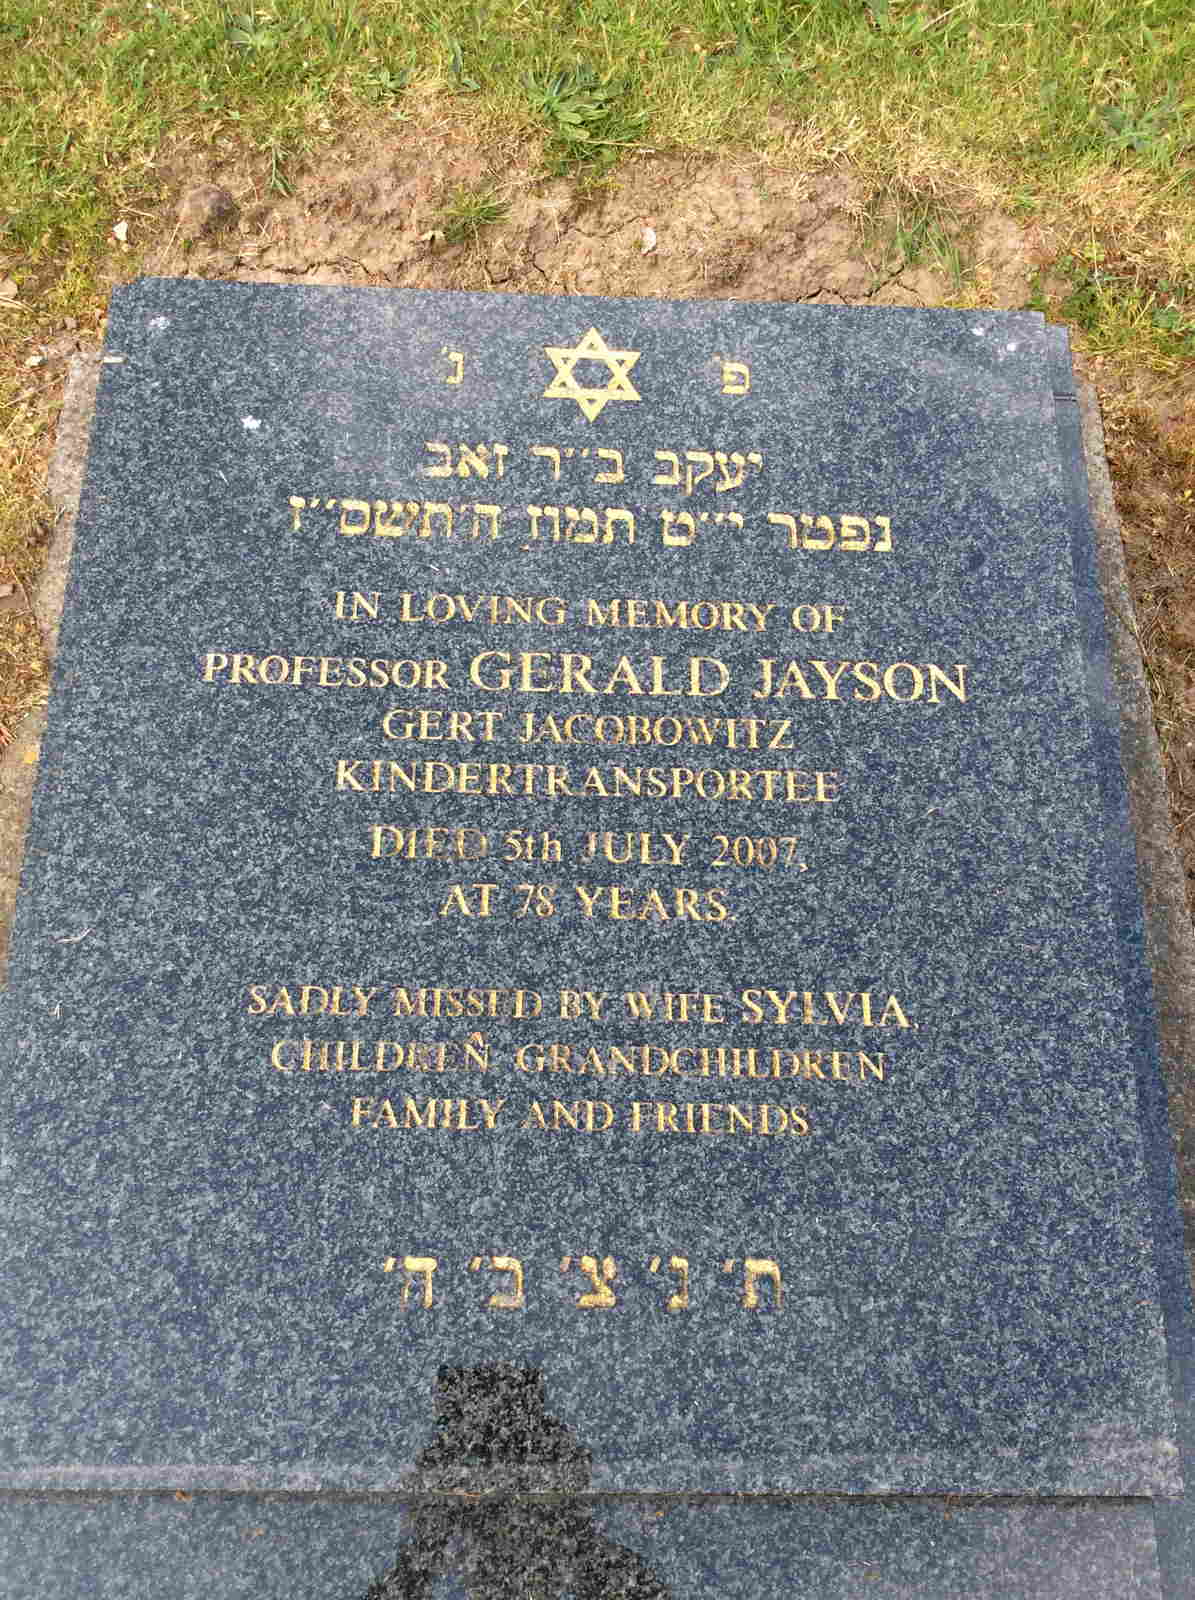 פ' נ'
יעקב ב''ר זאב
נפטר י''ט תמוז ה'תשס''ז
IN LOVING MEMORY OF
PROFESSOR GERALD JAYSON
GERT JACOBOWITZ
KINDERTRANSPORTEE
DIED 5th JULY 2007,
AT 78 YEARS.
SADLY MISSED BY WIFE SYLVIA,
CHILDREN GRANDCHILDREN
FAMILY AND FRIENDS
ת' נ' צ' ב' ה'